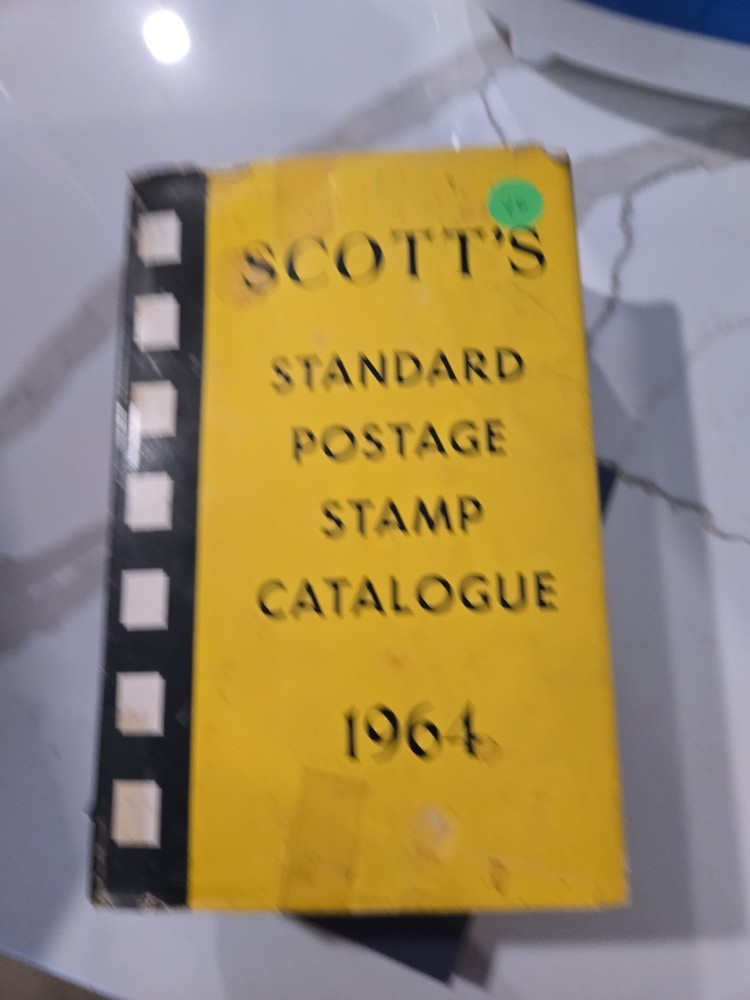 SCOTT'S
STANDARD
POSTAGE
STAMP
CATALOGUE
1964